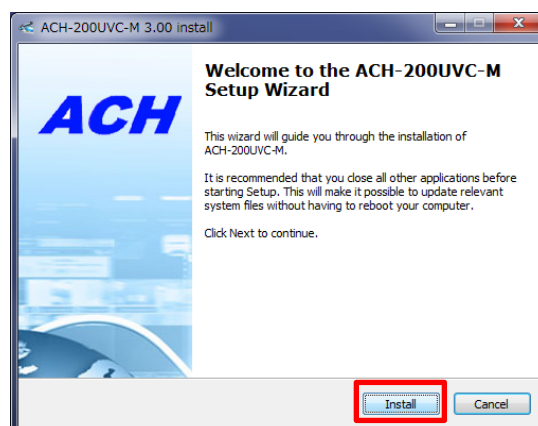 ACH-200UVC-M 3.00 install
Welcome to the ACH-200UVC-M
Setup Wizard
ACH
This wizard will guide you through the installation of
ACH-200UVC-M.
It is recommended that you close all other applications before
starting Setup. This will make it possible to update relevant
system files without having to reboot your computer.
Click Next to continue.
Install
Cancel